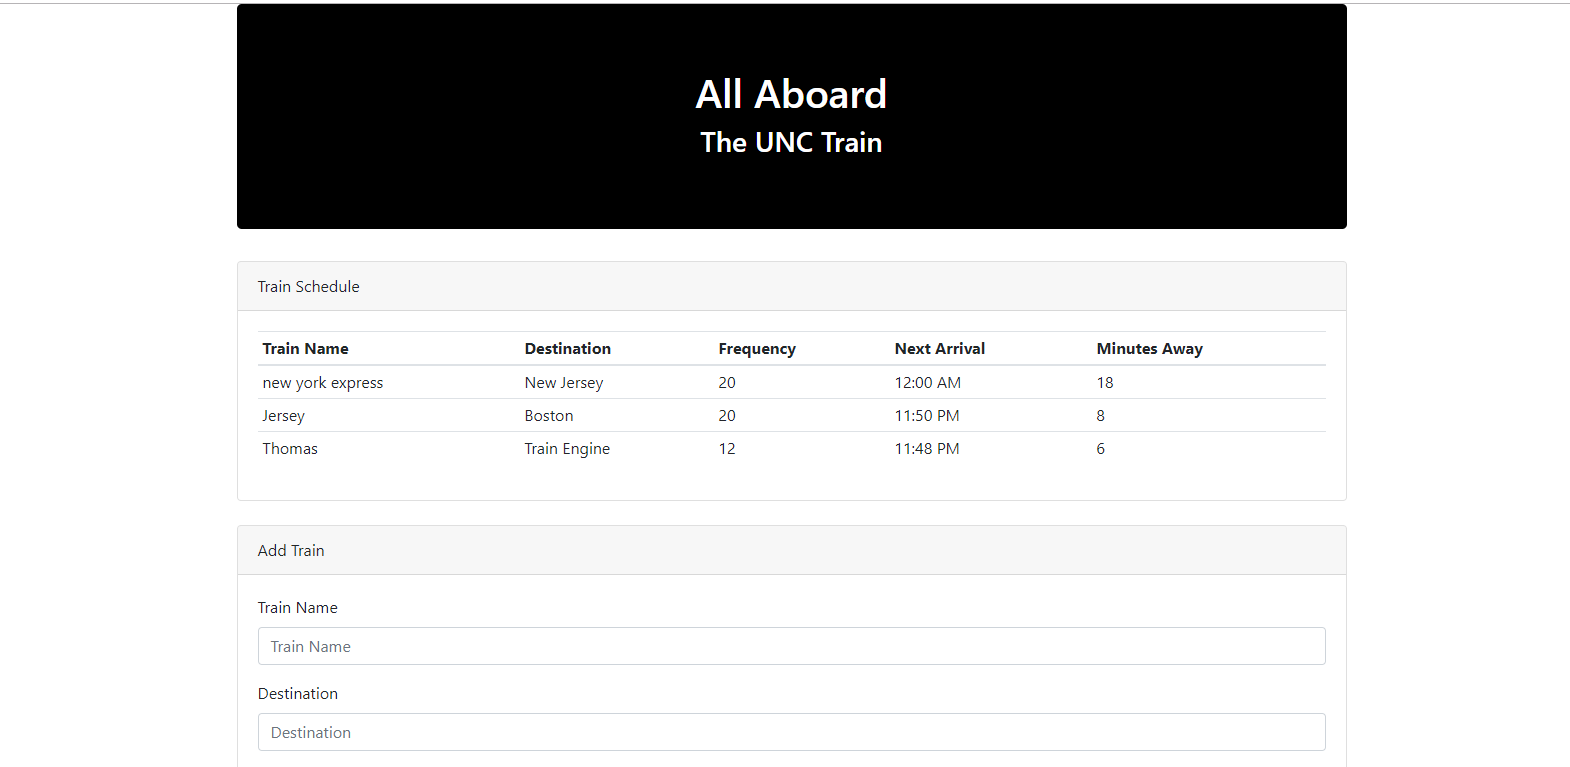 All Aboard
The UNC Train
Train Schedule
Train Name Destination Frequency Next Arrival Minutes Away
new york express New Jersey 20 12:00 AM 18
Jersey Boston 20 11:50 PM 8
Thomas Train Engine 12 11:48 PM 6
Add Train
Train Name
Train Name
Destination
Destination